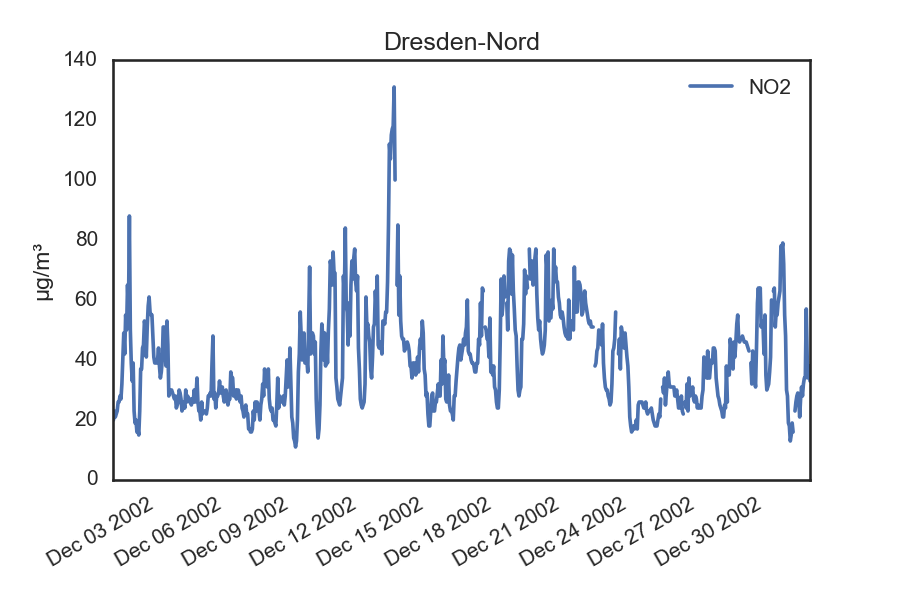 Dresden-Nord
NO2
µg/m³
140
120
100
80
60
40
20
0
Dec 03 2002
Dec 06 2002
Dec 09 2002
Dec 12 2002
Dec 15 2002
Dec 18 2002
Dec 21 2002
Dec 24 2002
Dec 27 2002
Dec 30 2002